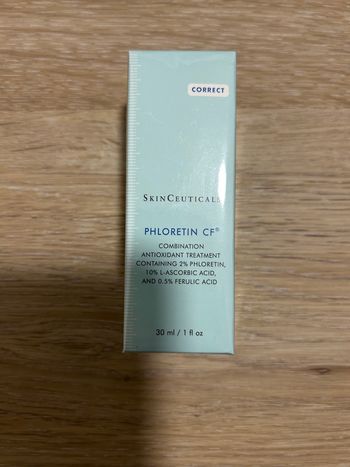 CORRECT
SKINCEUTICALS
PHLORETIN CF®
COMBINATION
ANTIOXIDANT TREATMENT
CONTAINING 2% PHLORETIN,
10% L-ASCORBIC ACID,
AND 0.5% FERULIC ACID
30 ml / 1 fl oz